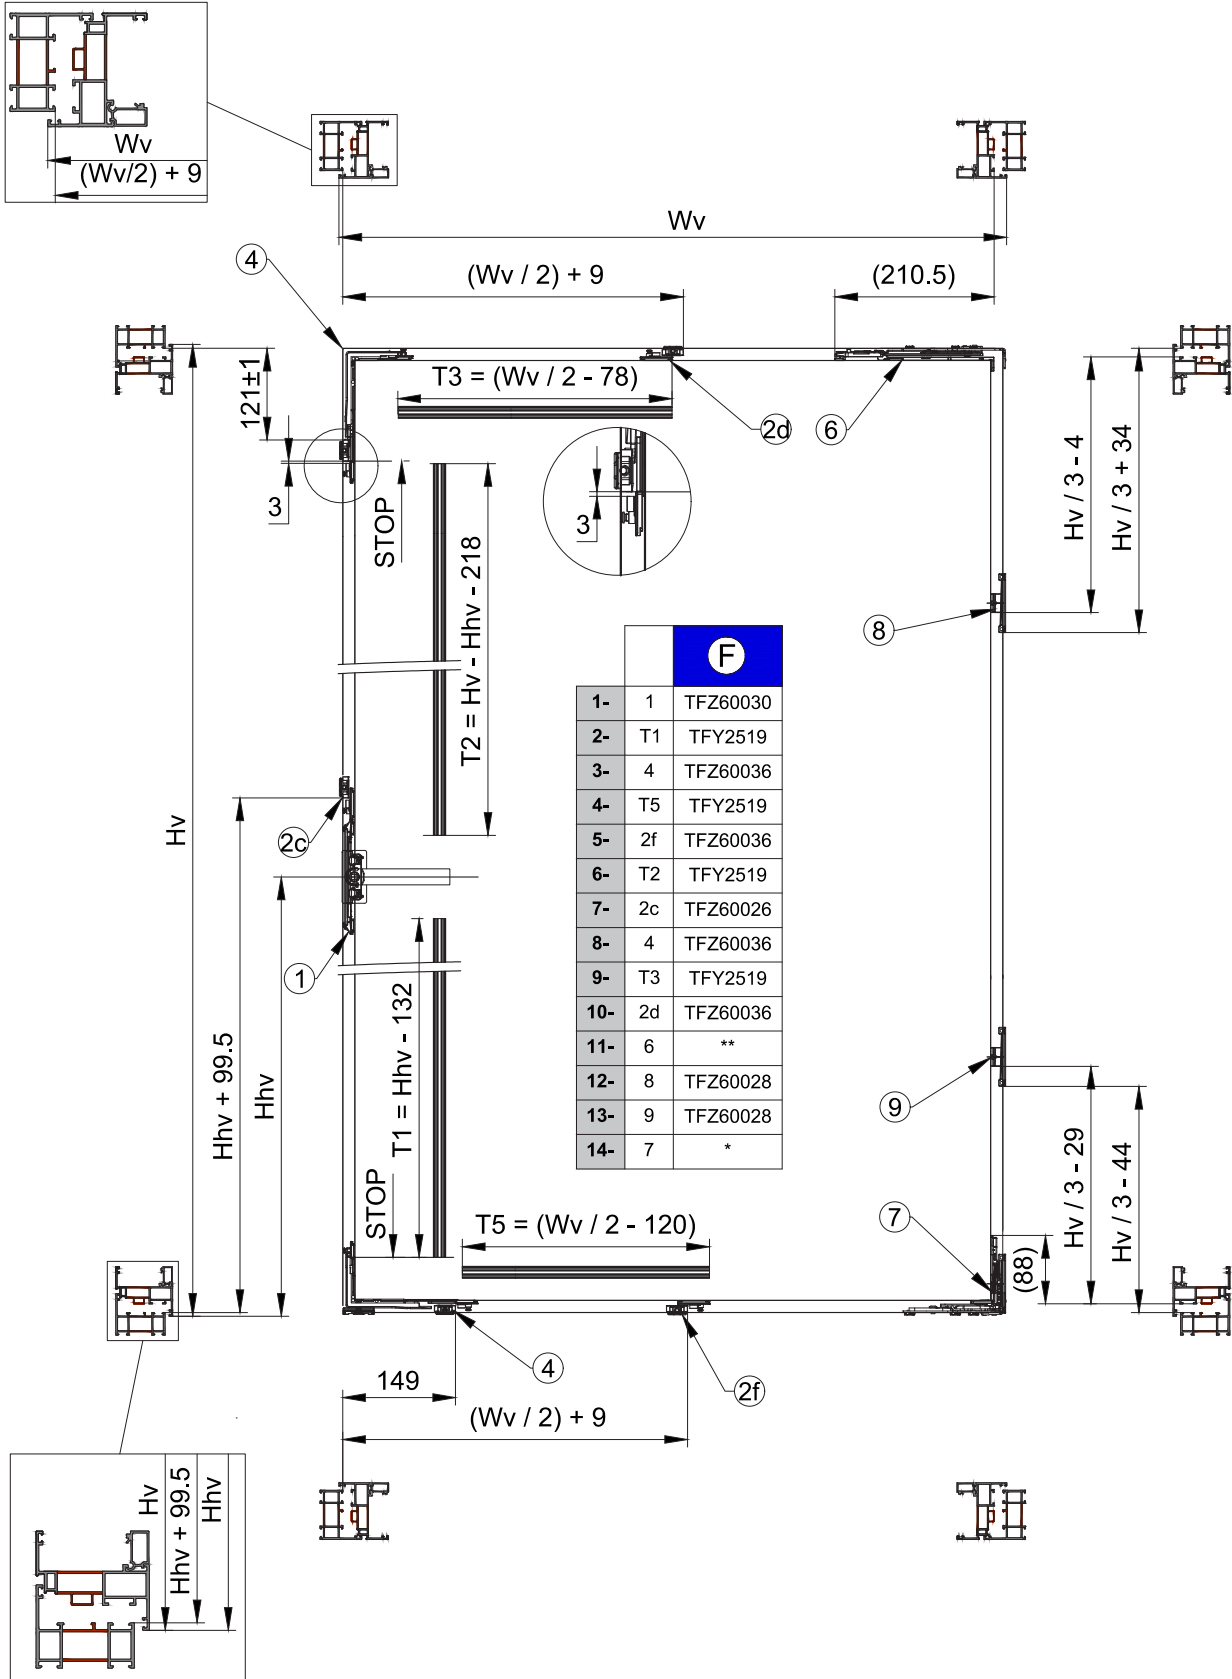 Wv
(Wv/2) + 9
Wv
4
(Wv / 2) + 9
(210.5)
121±1
T3 = (Wv / 2 - 78)
2d
6
3
STOP
3
Hv / 3 - 4
Hv / 3 + 34
T2 = Hv - Hhv - 218
8
F
1- 1 TFZ60030
2- T1 TFY2519
3- 4 TFZ60036
4- T5 TFY2519
5- 2f TFZ60036
6- T2 TFY2519
7- 2c TFZ60026
8- 4 TFZ60036
9- T3 TFY2519
10- 2d TFZ60036
11- 6 **
12- 8 TFZ60028
13- 9 TFZ60028
14- 7 *
Hv
2c
1
Hhv + 99.5
Hhv
T1 = Hhv - 132
STOP
9
Hv / 3 - 29
Hv / 3 - 44
7
(88)
T5 = (Wv / 2 - 120)
149
4
(Wv / 2) + 9
2f
Hv
Hhv + 99.5
Hhv